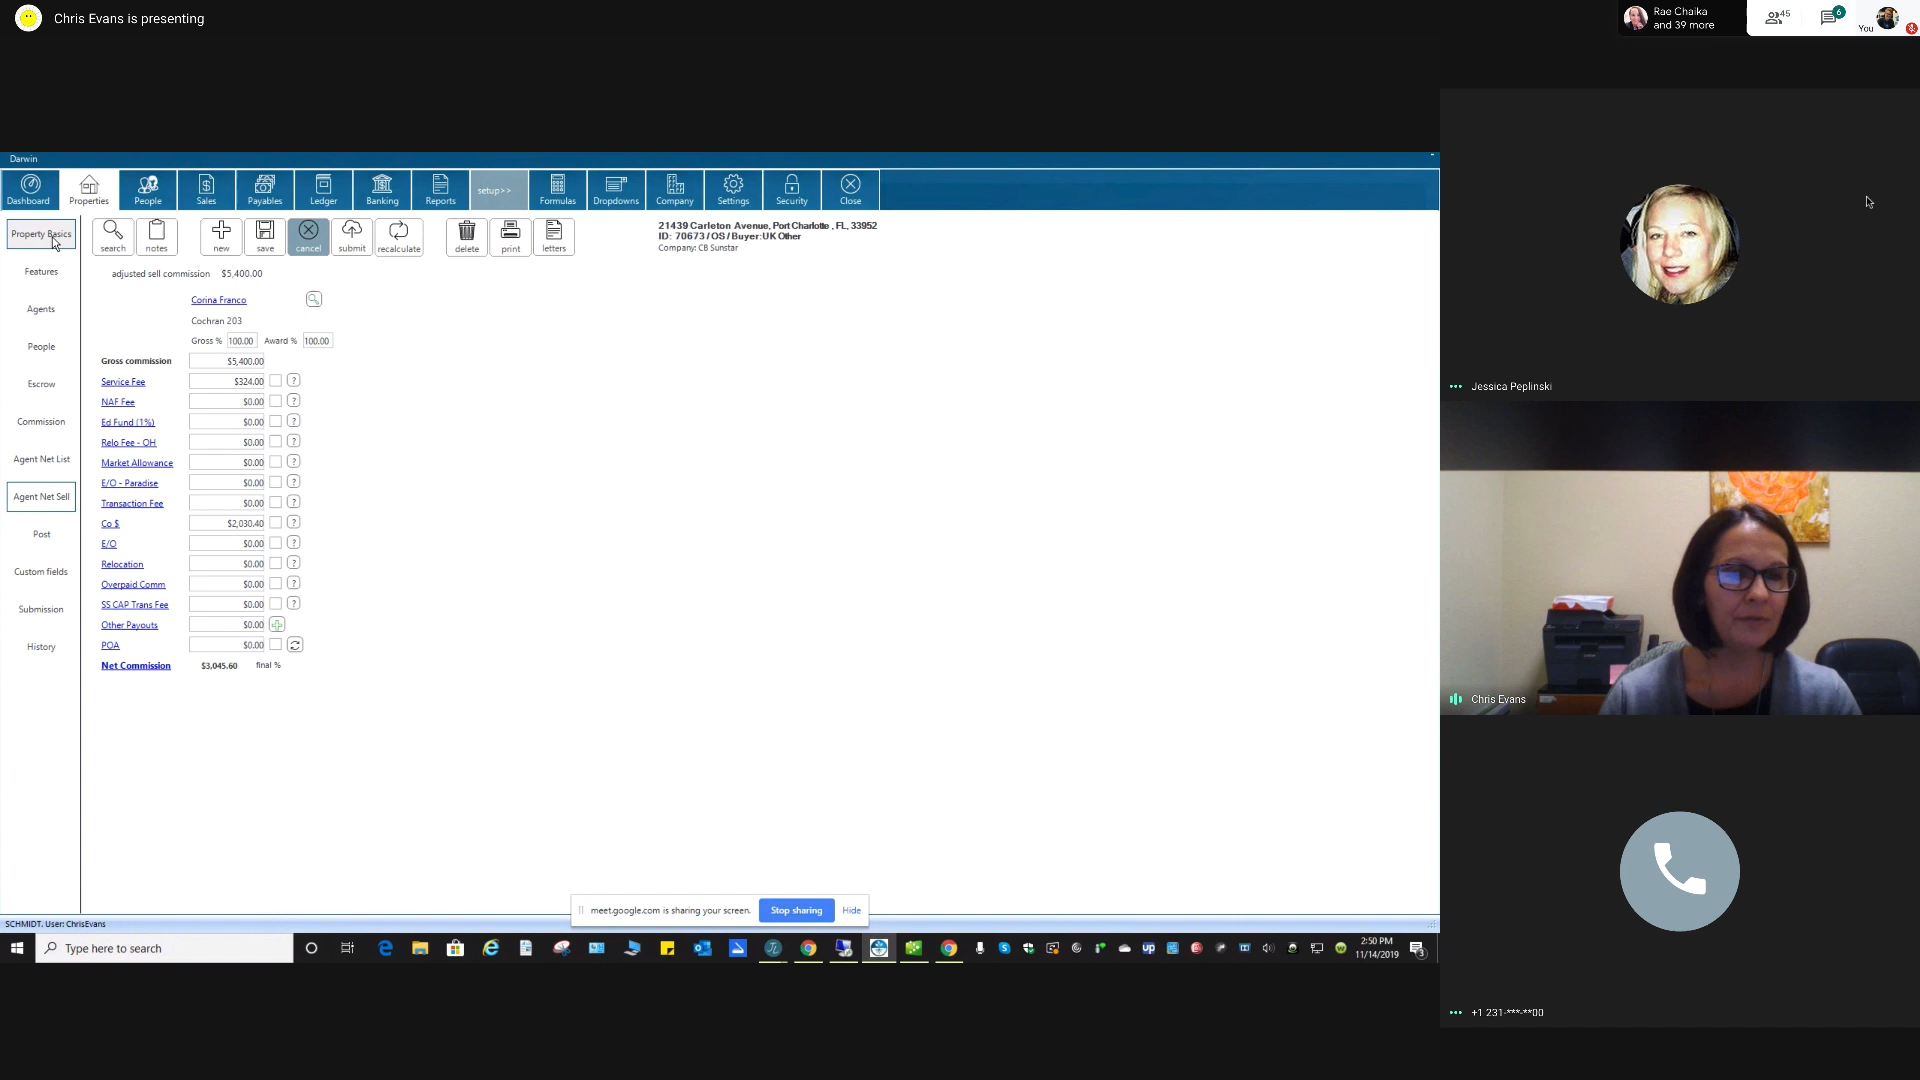 Chris Evans is presenting
Rae Chaika
and 39 more
45
6
You
Darwin
Dashboard
Properties
People
Sales
Payables
Ledger
Banking
Reports
setup>>
Formulas
Dropdowns
Company
Settings
Security
Close
Property Basics
Features
Agents
People
Escrow
Commission
Agent Net List
Agent Net Sell
Post
Custom fields
Submission
History
search
notes
new
save
cancel
submit
recalculate
delete
print
letters
21439 Carleton Avenue, Port Charlotte , FL, 33952
ID: 70673 / OS / Buyer:UK Other
Company: CB Sunstar
adjusted sell commission $5,400.00
Corina Franco
Cochran 203
Gross % 100.00 Award % 100.00
Gross commission $5,400.00
Service Fee $324.00 ?
NAF Fee $0.00 ?
Ed Fund (1%) $0.00 ?
Relo Fee - OH $0.00 ?
Market Allowance $0.00 ?
E/O - Paradise $0.00 ?
Transaction Fee $0.00 ?
Co $ $2,030.40 ?
E/O $0.00 ?
Relocation $0.00 ?
Overpaid Comm $0.00 ?
SS CAP Trans Fee $0.00 ?
Other Payouts $0.00
POA $0.00
Net Commission $3,045.60 final %
meet.google.com is sharing your screen. Stop sharing Hide
SCHMIDT. User: ChrisEvans
Type here to search
up
2:50 PM
11/14/2019
3
Jessica Peplinski
Chris Evans
+1 231-***-**00